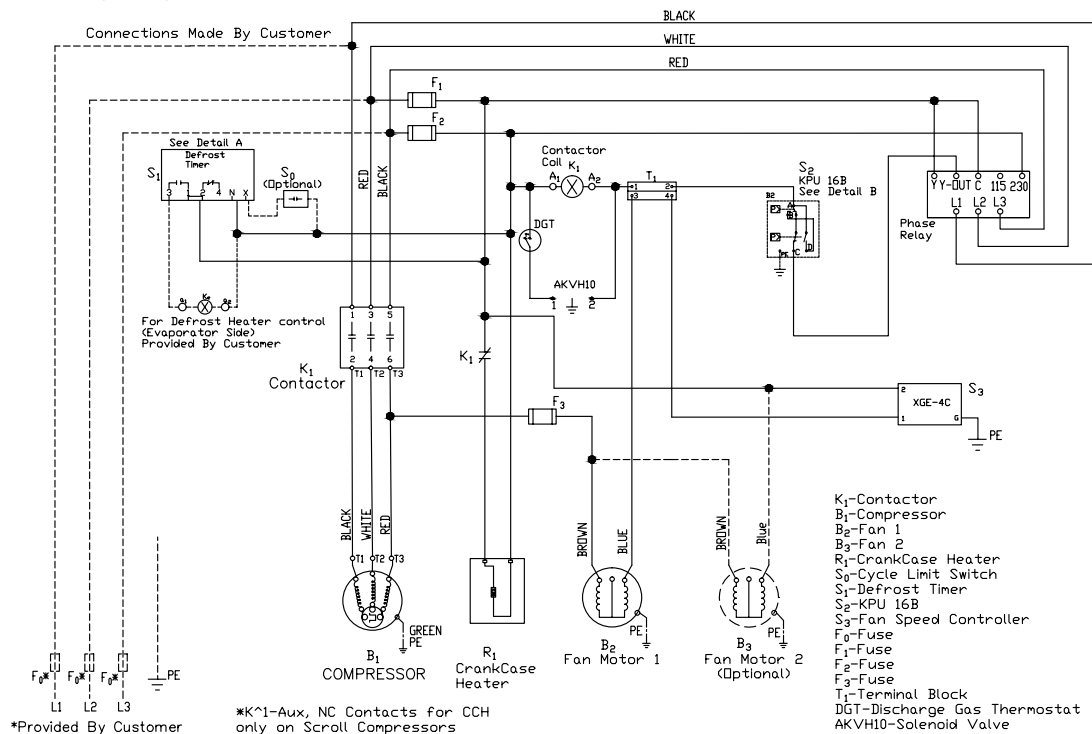 BLACK
Connections Made By Customer
WHITE
RED
F1
F2
See Detail A
Defrost
Timer
S1
3 1 2 4 N X
S0
(Optional)
RED
BLACK
Contactor
Coil K1
A1 A2
T1
1 2
3 4
S2
KPU 16B
See Detail B
B2
P
A
B
P
PE C D
Y Y-OUT C 115 230
L1 L2 L3
Phase
Relay
DGT
AKVH10
1 2
a1 a2
For Defrost Heater control
(Evaporator Side)
Provided By Customer
1 3 5
2 4 6
T1 T2 T3
K1
Contactor
K1
F3
2
XGE-4C
1 G
S3
PE
BLACK
WHITE
RED
BROWN
BLUE
BROWN
Blue
T1 T2 T3
GREEN
PE
B1
COMPRESSOR
R1
CrankCase
Heater
PE
B2
Fan Motor 1
PE
B3
Fan Motor 2
(Optional)
K1-Contactor
B1-Compressor
B2-Fan 1
B3-Fan 2
R1-CrankCase Heater
S0-Cycle Limit Switch
S1-Defrost Timer
S2-KPU 16B
S3-Fan Speed Controller
F0-Fuse
F1-Fuse
F2-Fuse
F3-Fuse
T1-Terminal Block
DGT-Discharge Gas Thermostat
AKVH10-Solenoid Valve
F0* F0* F0* PE
L1 L2 L3
*Provided By Customer
*K^1-Aux, NC Contacts for CCH
only on Scroll Compressors